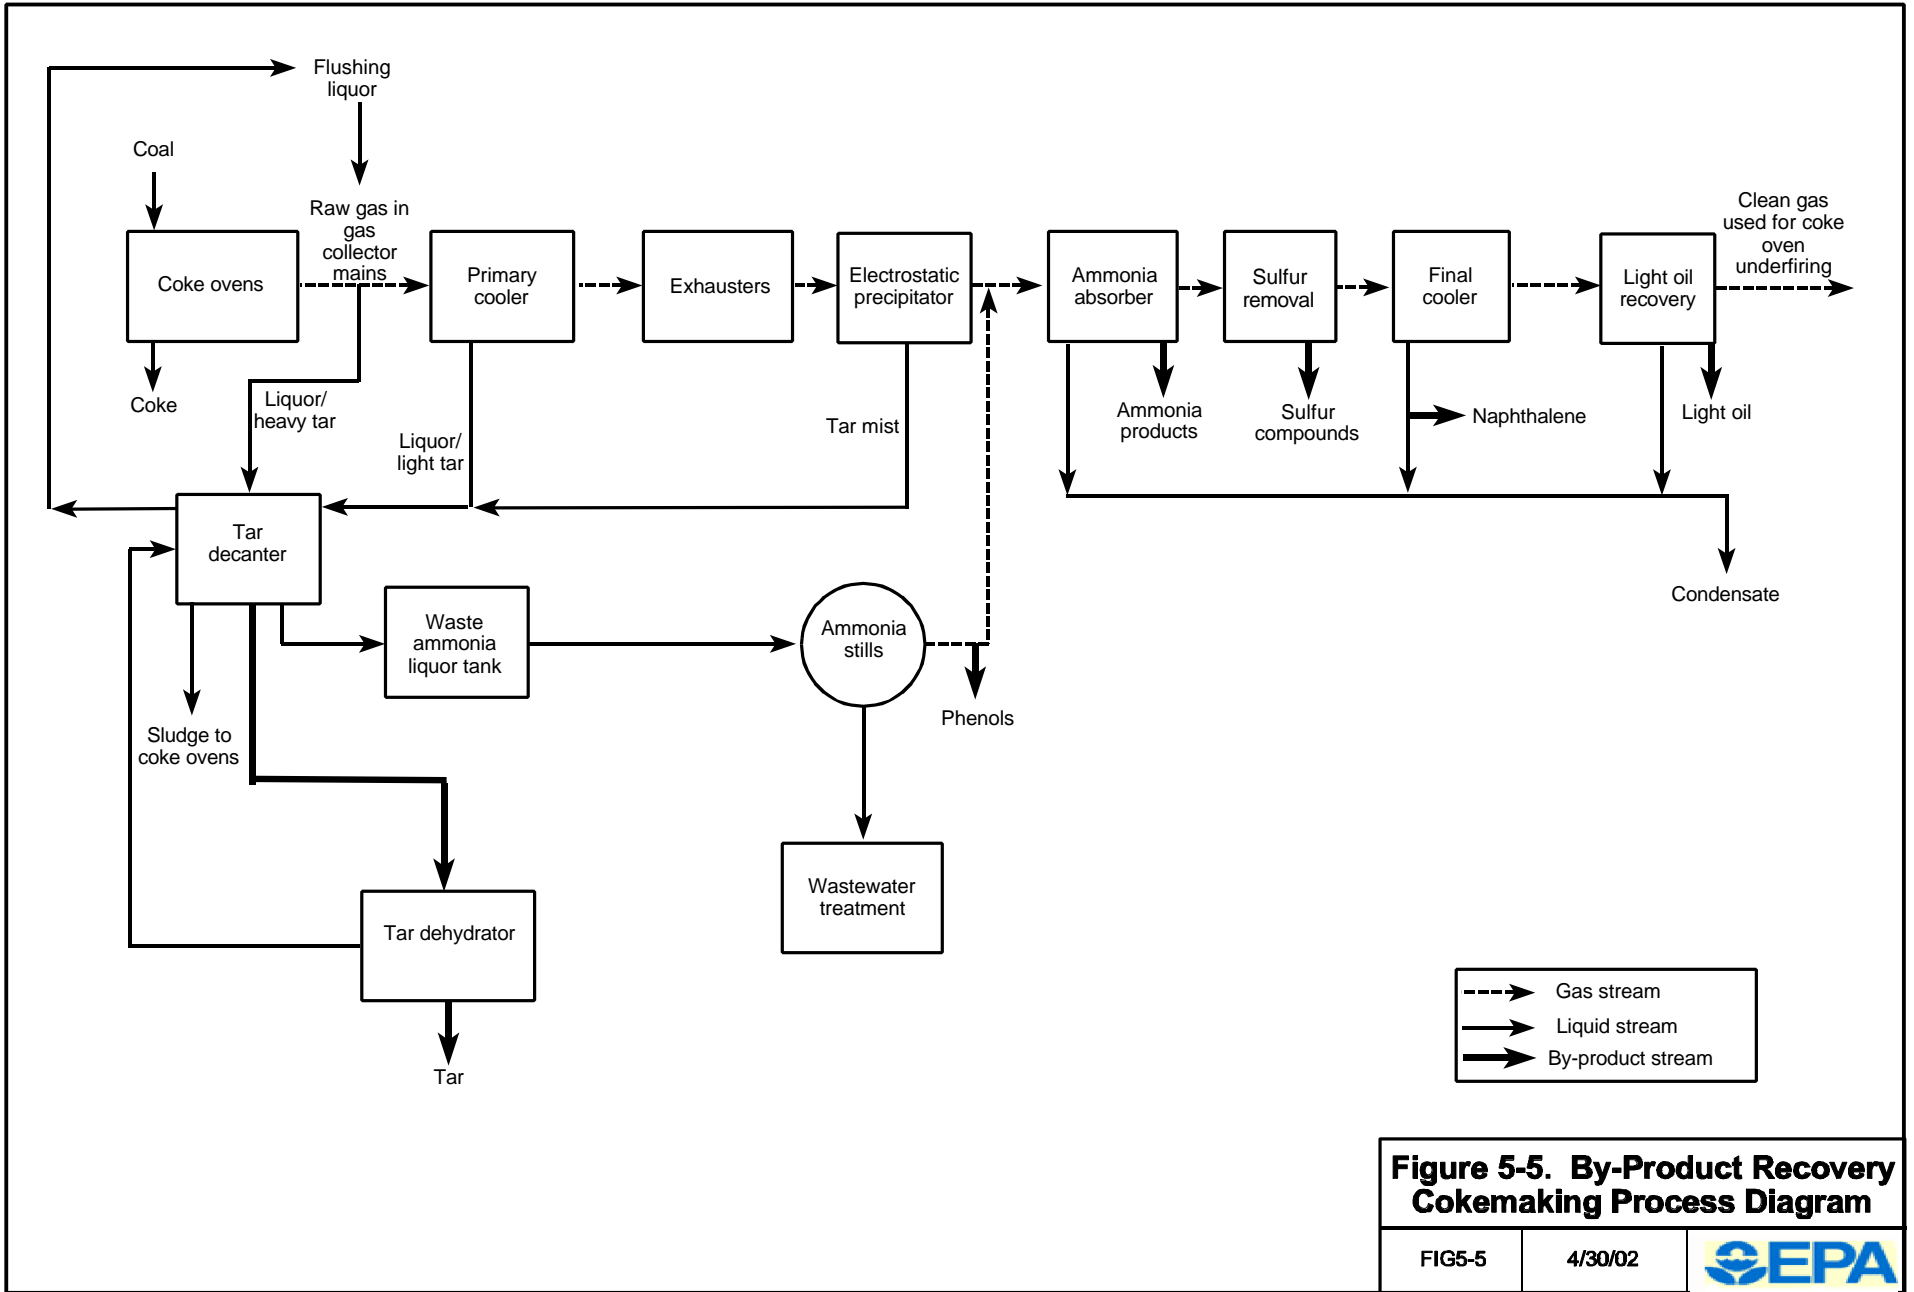 Flushing
liquor
Coal
Raw gas in
gas
collector
mains
Clean gas
used for coke
oven
underfiring
Coke ovens
Primary
cooler
Exhausters
Electrostatic
precipitator
Ammonia
absorber
Sulfur
removal
Final
cooler
Light oil
recovery
Coke
Liquor/
heavy tar
Liquor/
light tar
Tar mist
Ammonia
products
Sulfur
compounds
Naphthalene
Light oil
Tar
decanter
Condensate
Waste
ammonia
liquor tank
Ammonia
stills
Phenols
Sludge to
coke ovens
Wastewater
treatment
Tar dehydrator
Tar
Gas stream
Liquid stream
By-product stream
Figure 5-5. By-Product Recovery
Cokemaking Process Diagram
FIG5-5
4/30/02
EPA